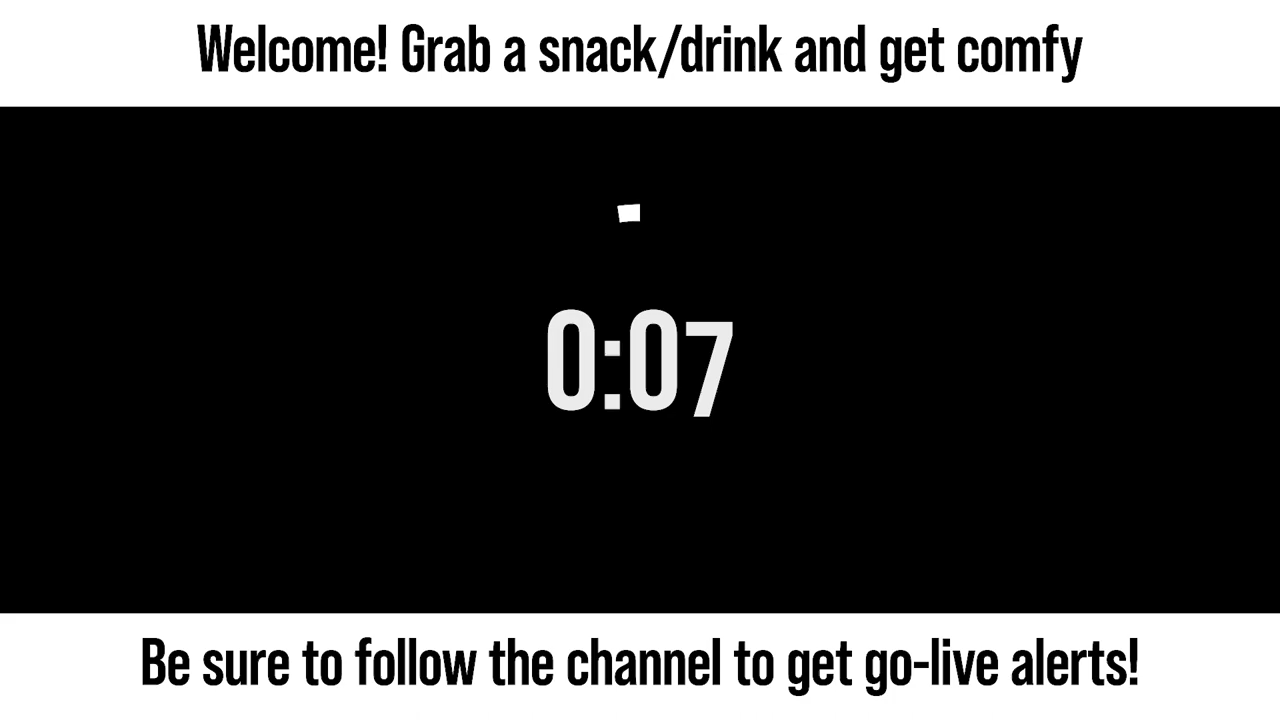 Welcome! Grab a snack/drink and get comfy
0:07
Be sure to follow the channel to get go-live alerts!